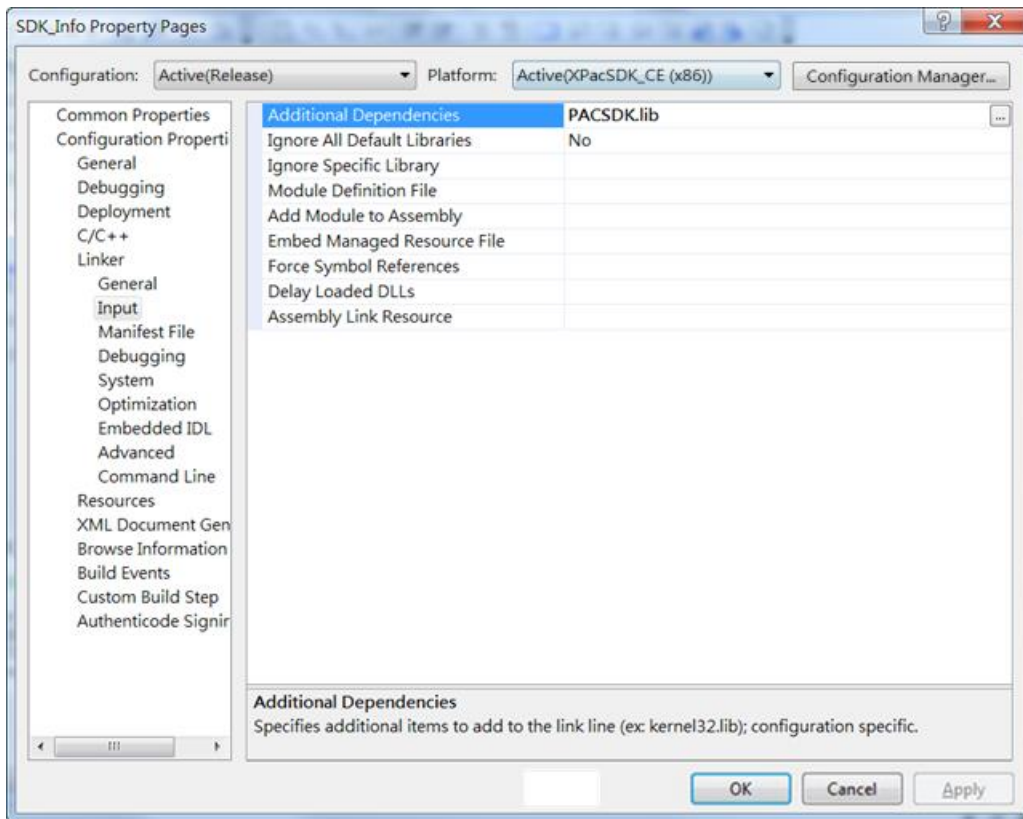 SDK_Info Property Pages
Configuration: Active(Release) Platform: Active(XPacSDK_CE (x86)) Configuration Manager...
Common Properties
Configuration Properti
General
Debugging
Deployment
C/C++
Linker
General
Input
Manifest File
Debugging
System
Optimization
Embedded IDL
Advanced
Command Line
Resources
XML Document Gen
Browse Information
Build Events
Custom Build Step
Authenticode Signir
Additional Dependencies PACSDK.lib ...
Ignore All Default Libraries No
Ignore Specific Library
Module Definition File
Add Module to Assembly
Embed Managed Resource File
Force Symbol References
Delay Loaded DLLs
Assembly Link Resource
Additional Dependencies
Specifies additional items to add to the link line (ex: kernel32.lib); configuration specific.
OK Cancel Apply